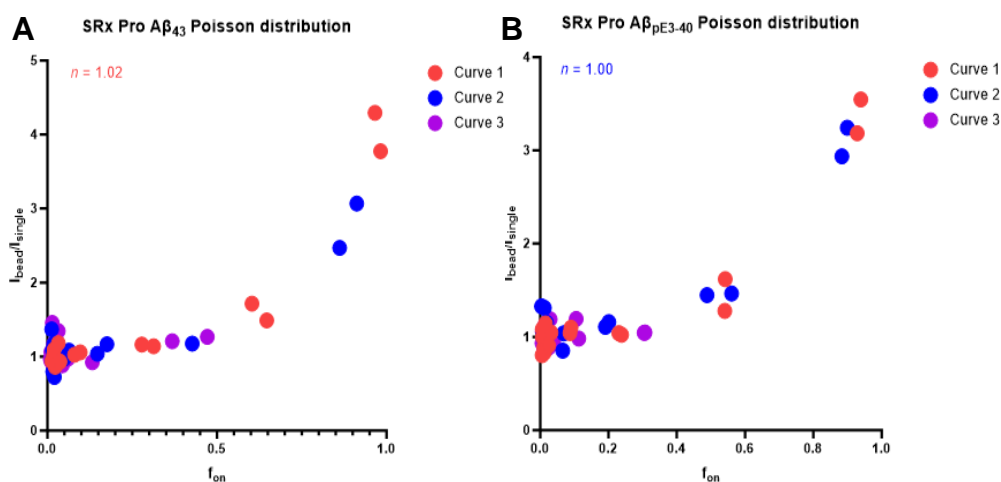 A
SRx Pro Aβ43 Poisson distribution
n = 1.02
Curve 1
Curve 2
Curve 3
Ibead/Isingle
5
4
3
2
1
0
0.0
0.5
1.0
fon
B
SRx Pro AβpE3-40 Poisson distribution
n = 1.00
Curve 1
Curve 2
Curve 3
Ibead/Isingle
4
3
2
1
0
0.0
0.2
0.4
0.6
0.8
1.0
fon